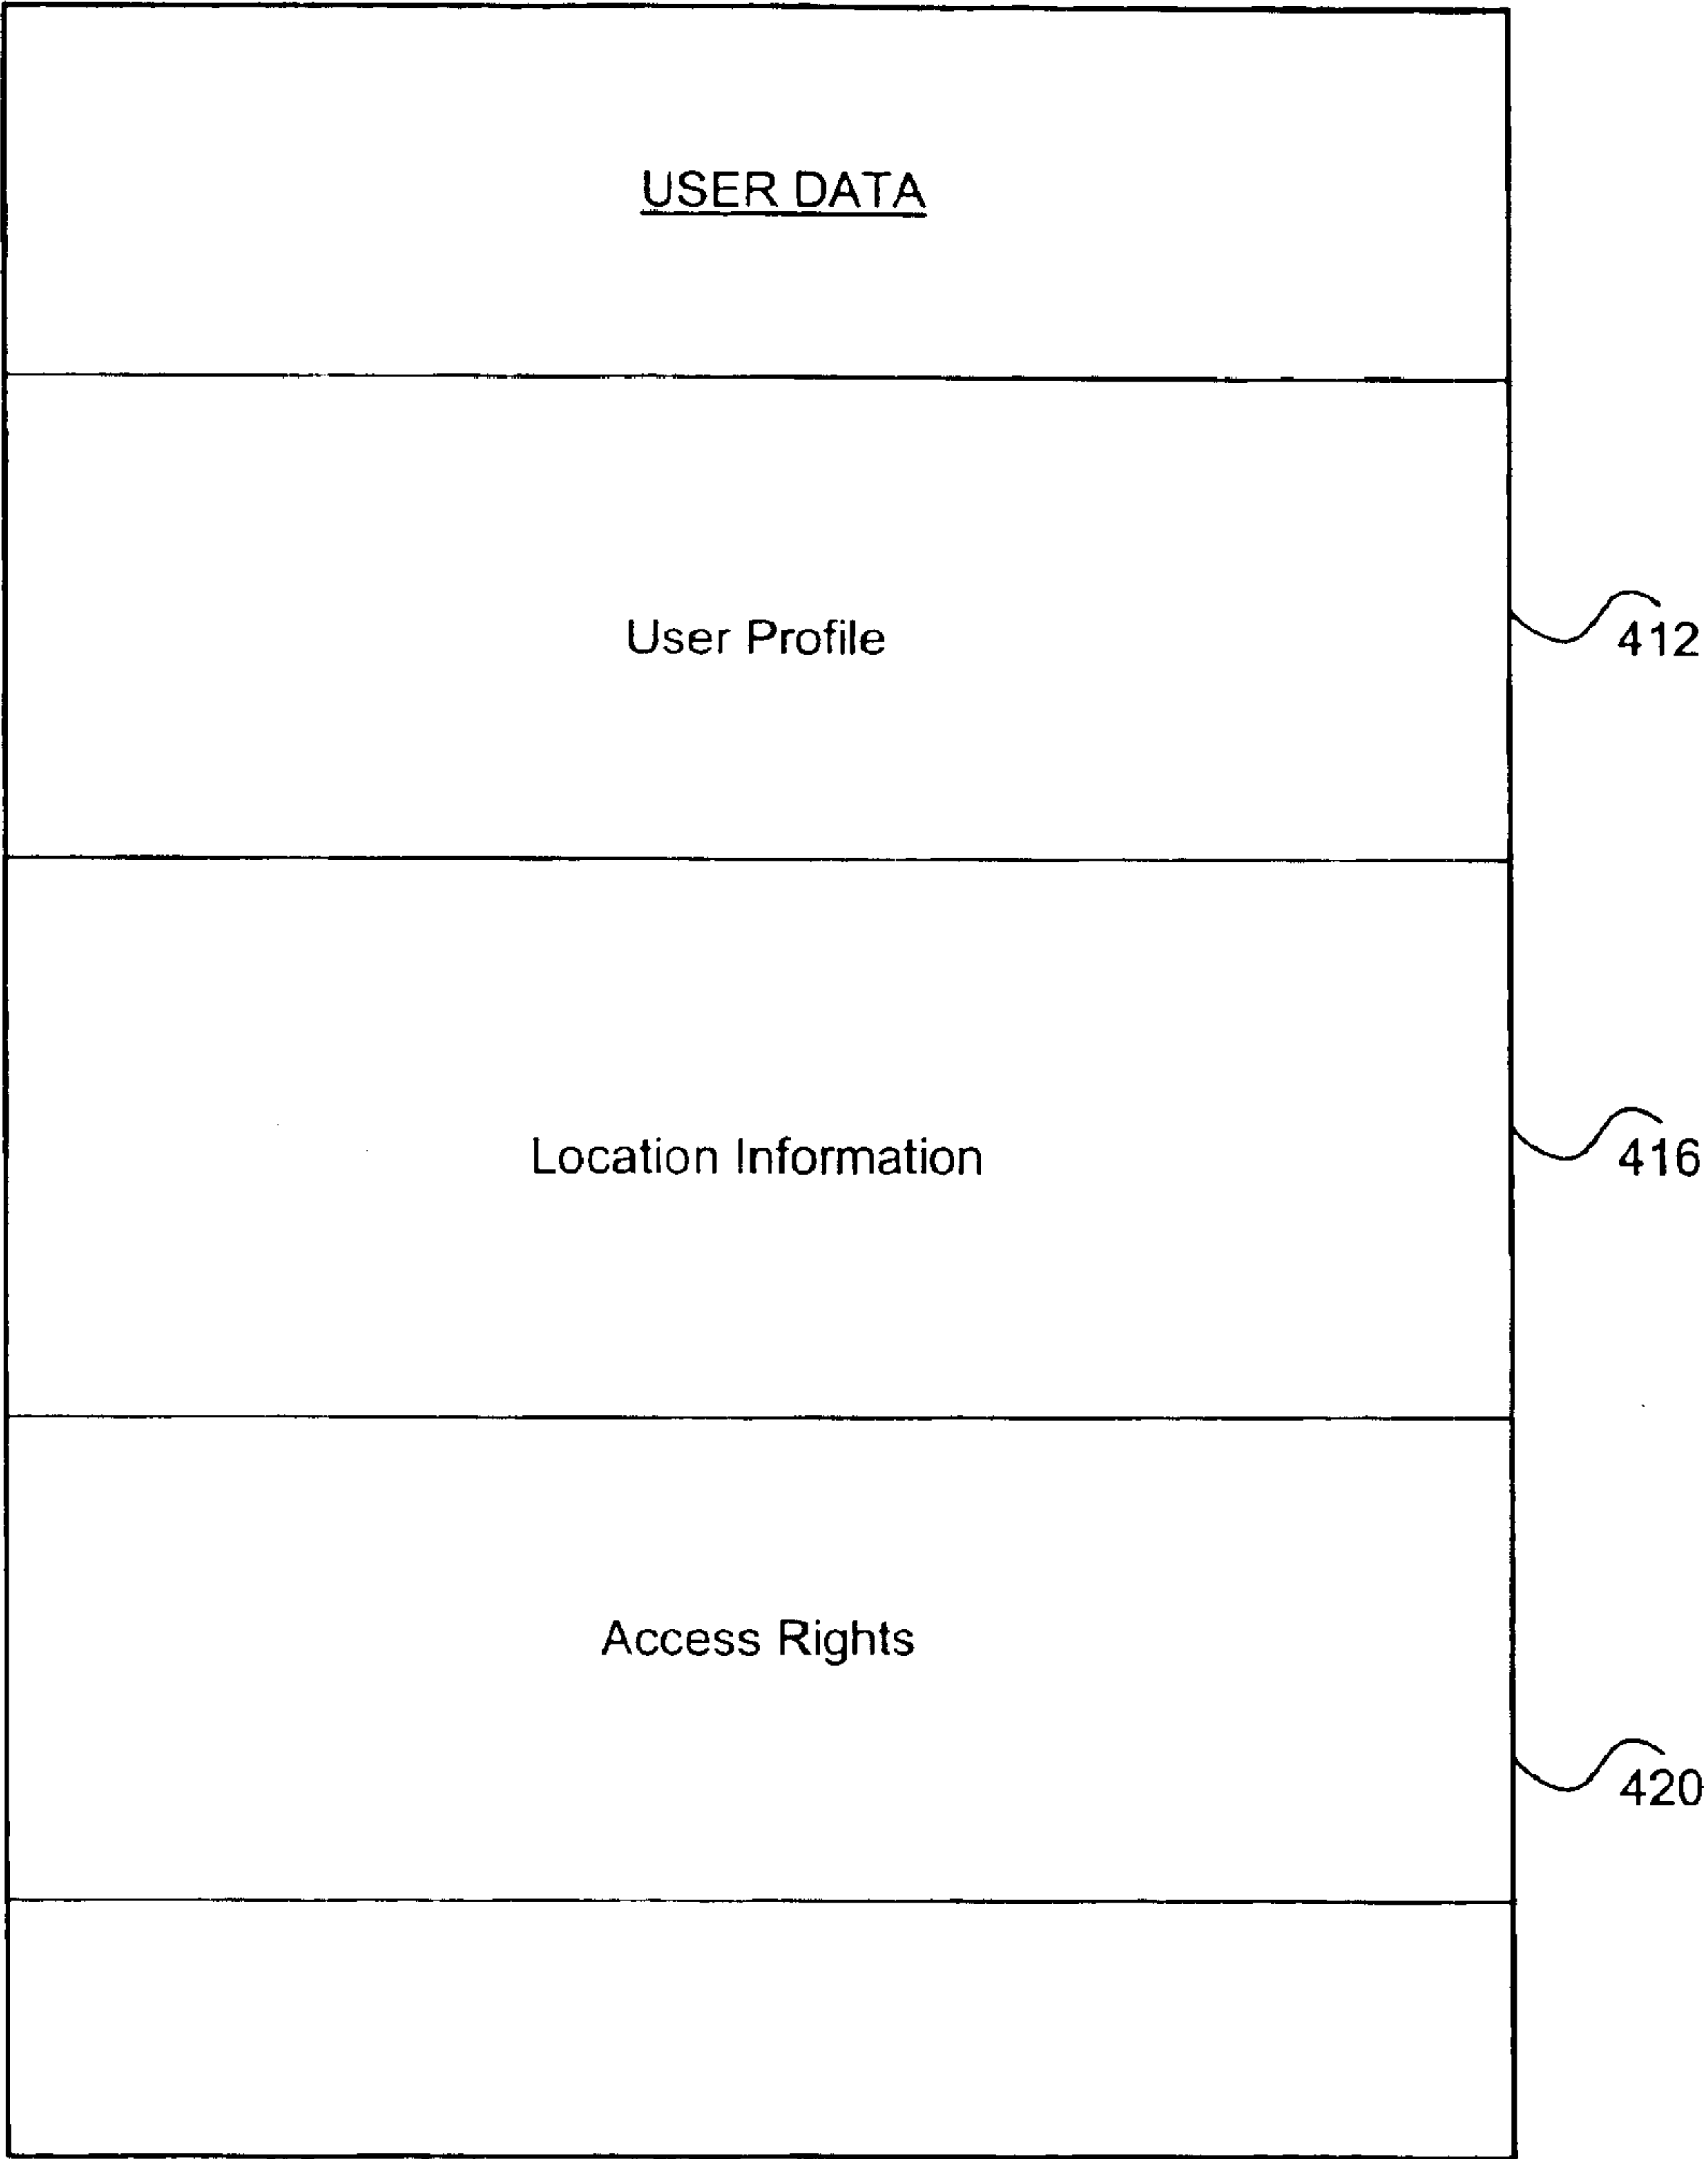 USER DATA
User Profile
412
Location Information
416
Access Rights
420